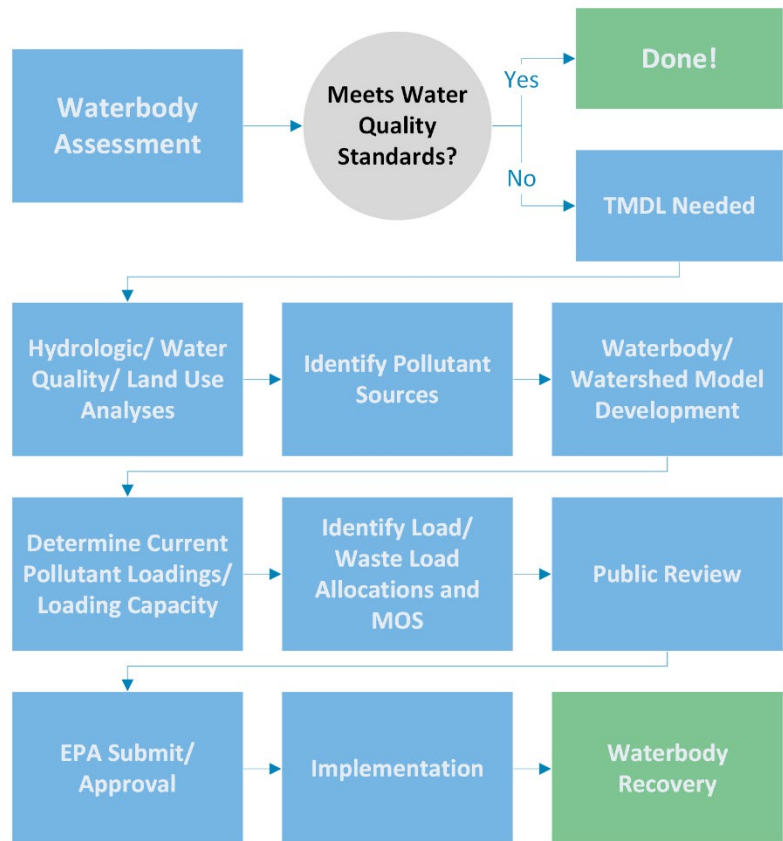 Waterbody
Assessment
Meets Water
Quality
Standards?
Yes
Done!
No
TMDL Needed
Hydrologic/ Water
Quality/ Land Use
Analyses
Identify Pollutant
Sources
Waterbody/
Watershed Model
Development
Determine Current
Pollutant Loadings/
Loading Capacity
Identify Load/
Waste Load
Allocations and
MOS
Public Review
EPA Submit/
Approval
Implementation
Waterbody
Recovery